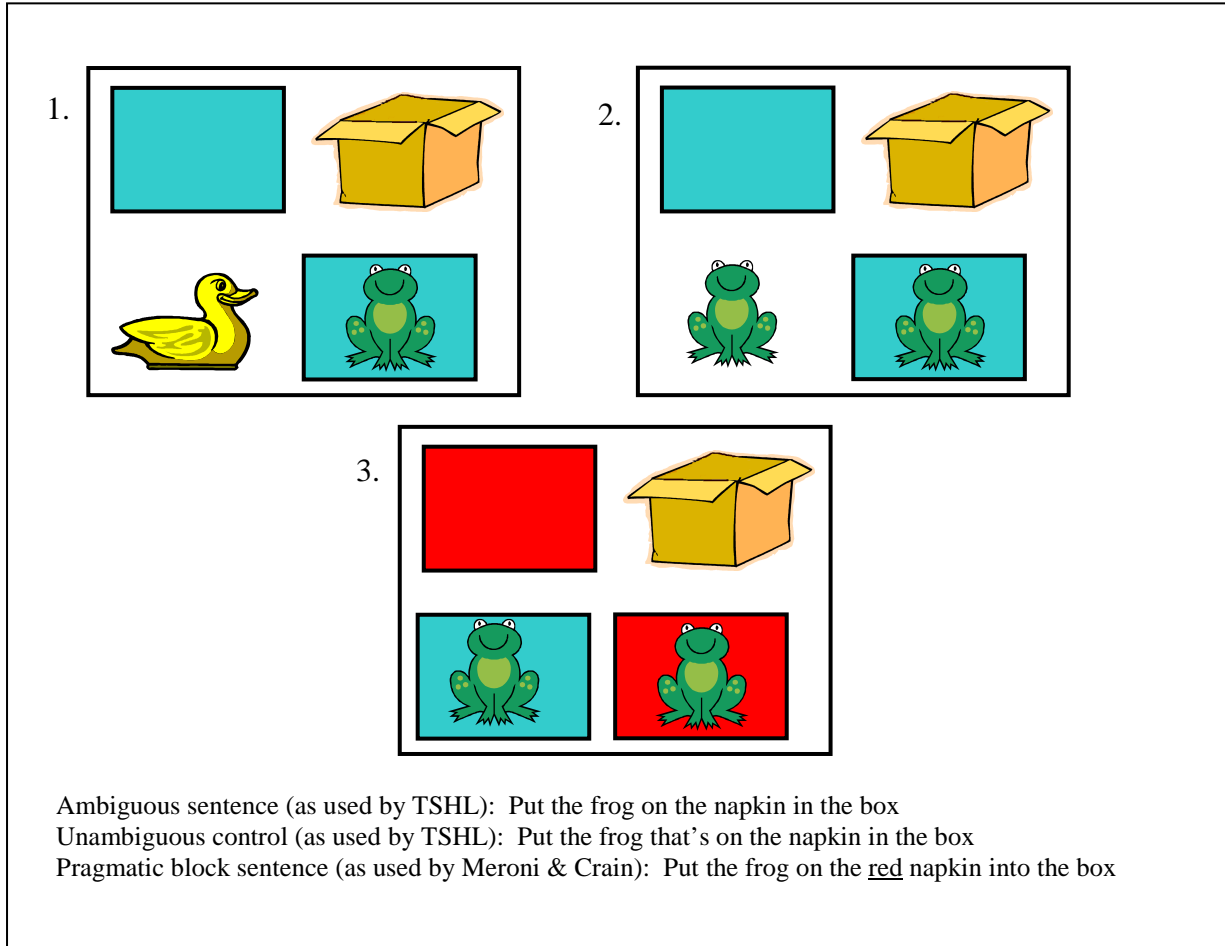 1.
2.
3.
Ambiguous sentence (as used by TSHL):  Put the frog on the napkin in the box
Unambiguous control (as used by TSHL):  Put the frog that's on the napkin in the box
Pragmatic block sentence (as used by Meroni & Crain):  Put the frog on the red napkin into the box